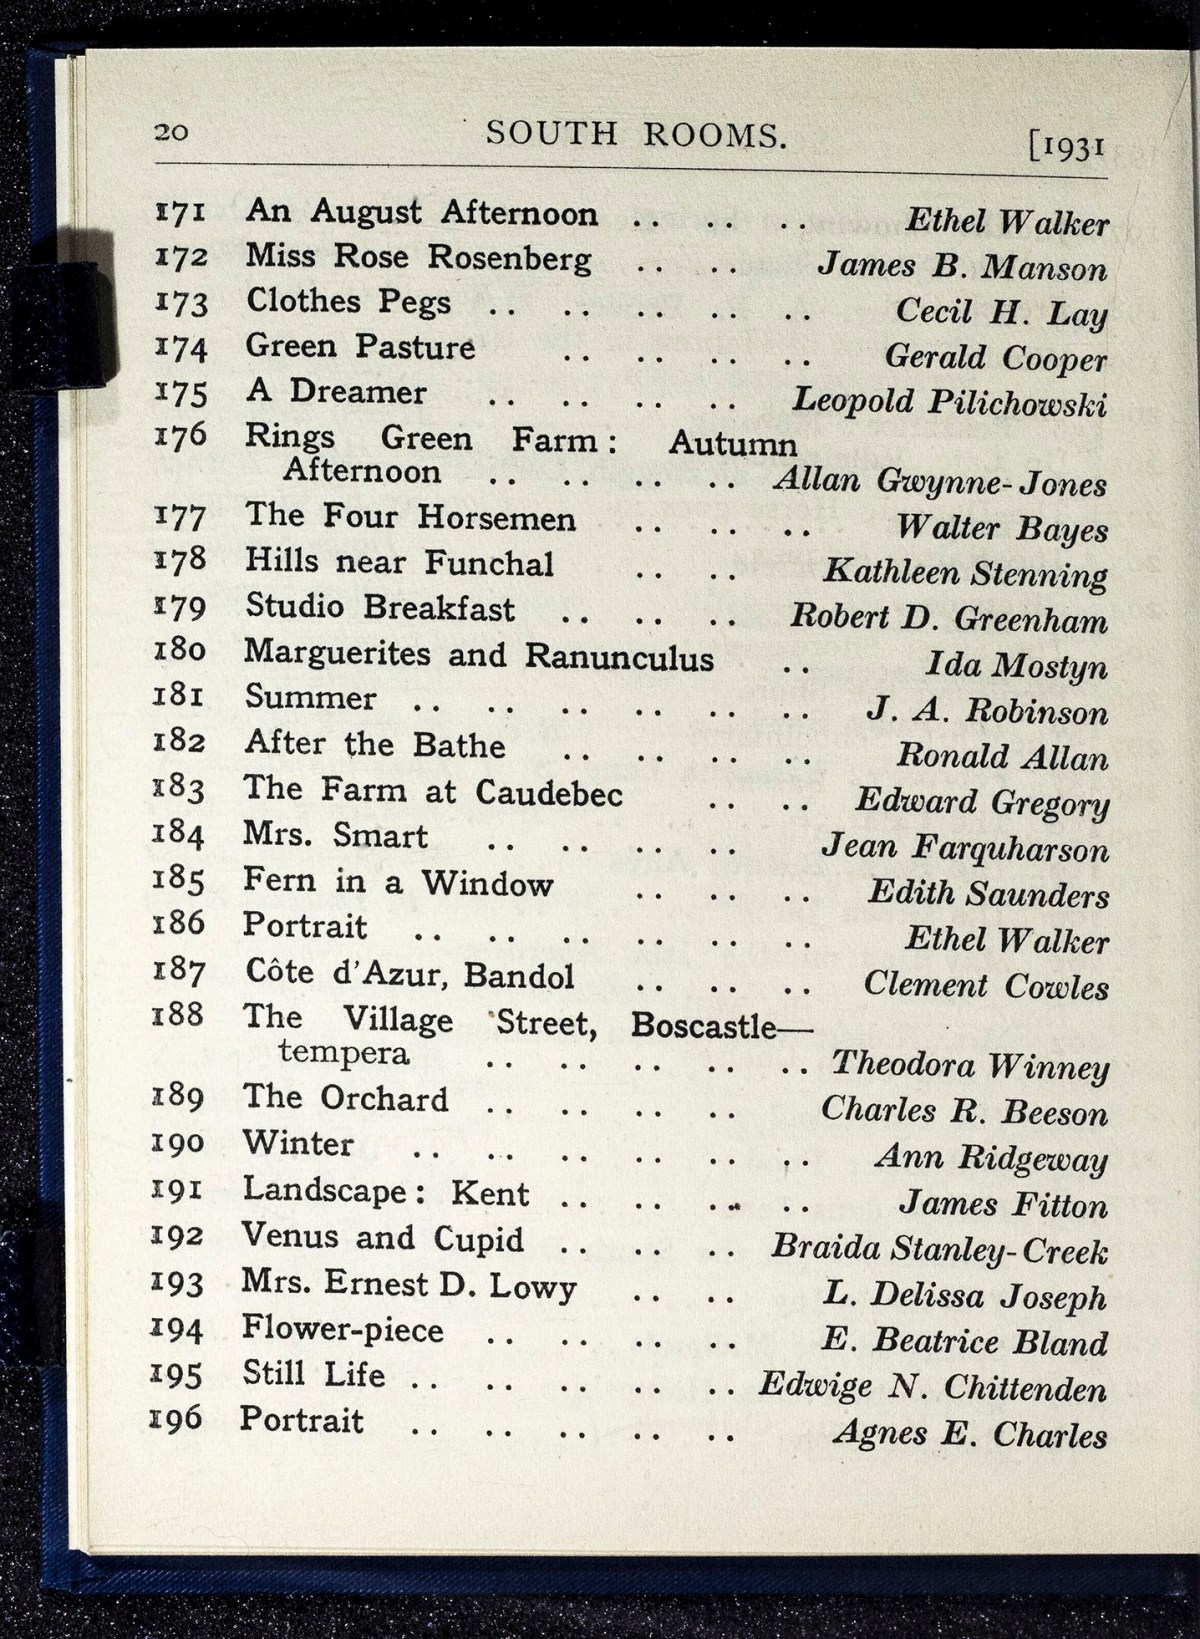 20 SOUTH ROOMS. [1931
171 An August Afternoon .. .. .. Ethel Walker
172 Miss Rose Rosenberg .. .. James B. Manson
173 Clothes Pegs .. .. .. .. .. Cecil H. Lay
174 Green Pasture .. .. .. .. Gerald Cooper
175 A Dreamer .. .. .. .. Leopold Pilichowski
176 Rings Green Farm: Autumn
Afternoon .. .. .. .. Allan Gwynne-Jones
177 The Four Horsemen .. .. .. Walter Bayes
178 Hills near Funchal .. .. Kathleen Stenning
179 Studio Breakfast .. .. .. Robert D. Greenham
180 Marguerites and Ranunculus .. Ida Mostyn
181 Summer .. .. .. .. .. .. J. A. Robinson
182 After the Bathe .. .. .. .. Ronald Allan
183 The Farm at Caudebec .. .. Edward Gregory
184 Mrs. Smart .. .. .. .. Jean Farquharson
185 Fern in a Window .. .. .. Edith Saunders
186 Portrait .. .. .. .. .. .. Ethel Walker
187 Côte d'Azur, Bandol .. .. .. Clement Cowles
188 The Village Street, Boscastle—
tempera .. .. .. .. .. Theodora Winney
189 The Orchard .. .. .. .. Charles R. Beeson
190 Winter .. .. .. .. .. .. Ann Ridgeway
191 Landscape: Kent .. .. .. .. James Fitton
192 Venus and Cupid .. .. .. Braida Stanley-Creek
193 Mrs. Ernest D. Lowy .. .. L. Delissa Joseph
194 Flower-piece .. .. .. .. E. Beatrice Bland
195 Still Life .. .. .. .. .. Edwige N. Chittenden
196 Portrait .. .. .. .. .. Agnes E. Charles